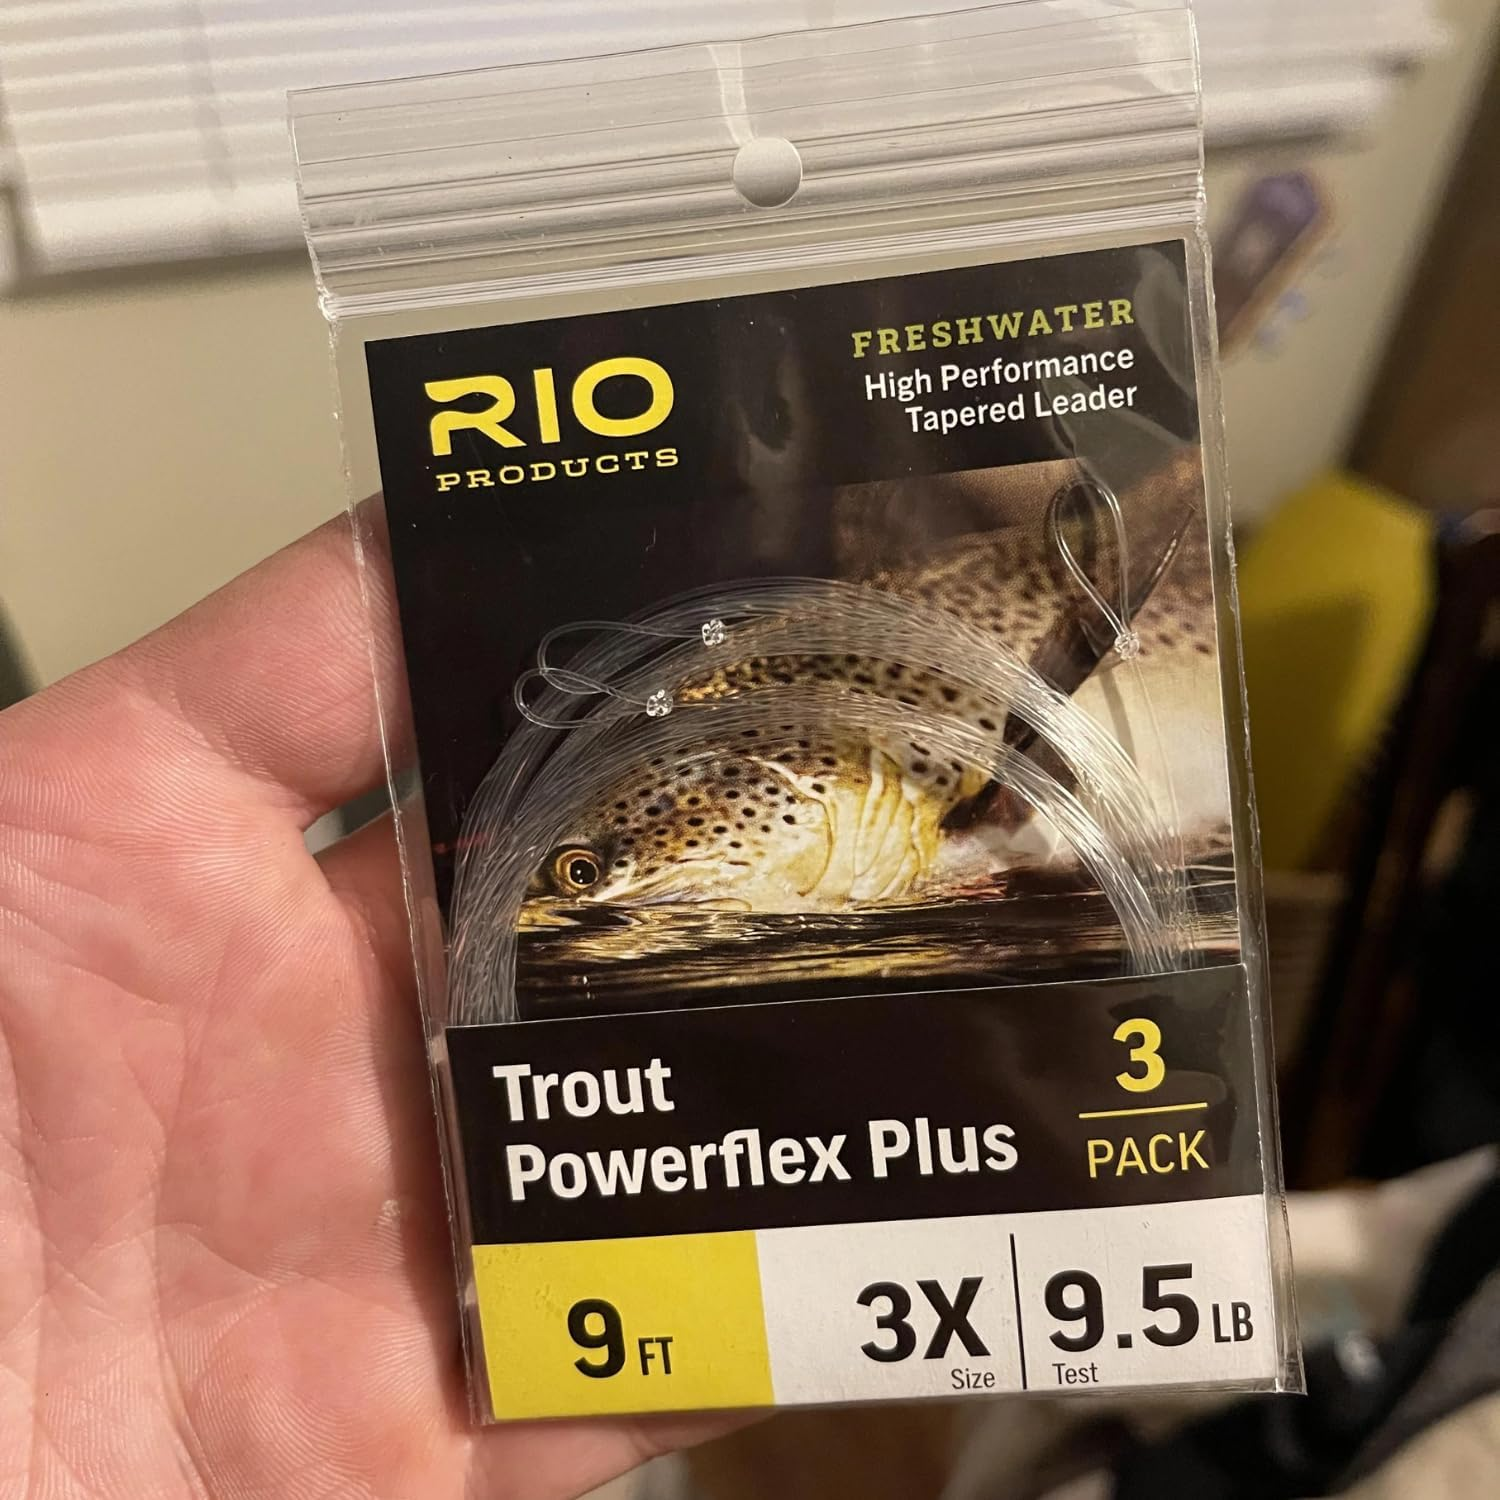 RIO
PRODUCTS
FRESHWATER
High Performance
Tapered Leader
Trout
Powerflex Plus
3
PACK
9 FT
3X
Size
9.5 LB
Test